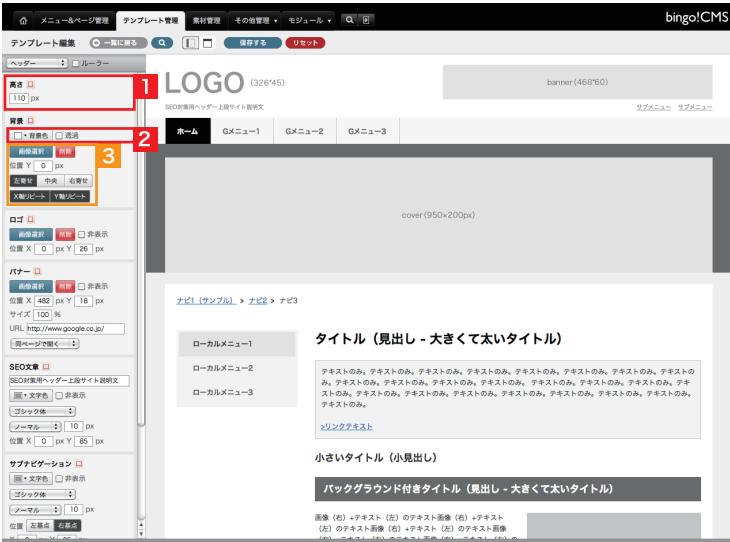 メニュー&ページ管理 テンプレート管理 素材管理 その他管理 モジュール bingo!CMS
テンプレート編集 一覧に戻る 保存する リセット
ヘッダー ルーラー
高さ
110 px
1
背景
背景色 透過
2
画像選択 削除
3
位置 Y 0 px
左寄せ 中央 右寄せ
X軸リピート Y軸リピート
ロゴ
画像選択 削除 非表示
位置 X 0 px Y 26 px
バナー
画像選択 削除 非表示
位置 X 482 px Y 18 px
サイズ 100 %
URL http://www.google.co.jp/
同ページで開く
SEO文章
SEO対策用ヘッダー上段サイト説明文
文字色 非表示
ゴシック体
ノーマル 10 px
位置 X 0 px Y 85 px
サブナビゲーション
文字色 非表示
ゴシック体
ノーマル 10 px
位置 左基点 右基点
LOGO (326*45)
banner(468*60)
SEO対策用ヘッダー上段サイト説明文
サブメニュー サブメニュー
ホーム Gメニュー1 Gメニュー2 Gメニュー3
cover(950×200px)
ナビ1(サンプル) > ナビ2 > ナビ3
ローカルメニュー1
ローカルメニュー2
ローカルメニュー3
タイトル(見出し - 大きくて太いタイトル)
テキストのみ。テキストのみ。テキストのみ。テキストのみ。テキストのみ。テキストのみ。テキストのみ。テキストの
み。テキストのみ。テキストのみ。テキストのみ。テキストのみ。 テキストのみ。テキストのみ。テキストのみ。テキ
ストのみ。テキストのみ。テキストのみ。テキストのみ。テキストのみ。テキストのみ。テキストのみ。テキストのみ。
テキストのみ。
>リンクテキスト
小さいタイトル(小見出し)
バックグラウンド付きタイトル(見出し - 大きくて太いタイトル)
画像(右)+テキスト(左)のテキスト画像(右)+テキスト
(左)のテキスト画像(右)+テキスト(左)のテキスト画像